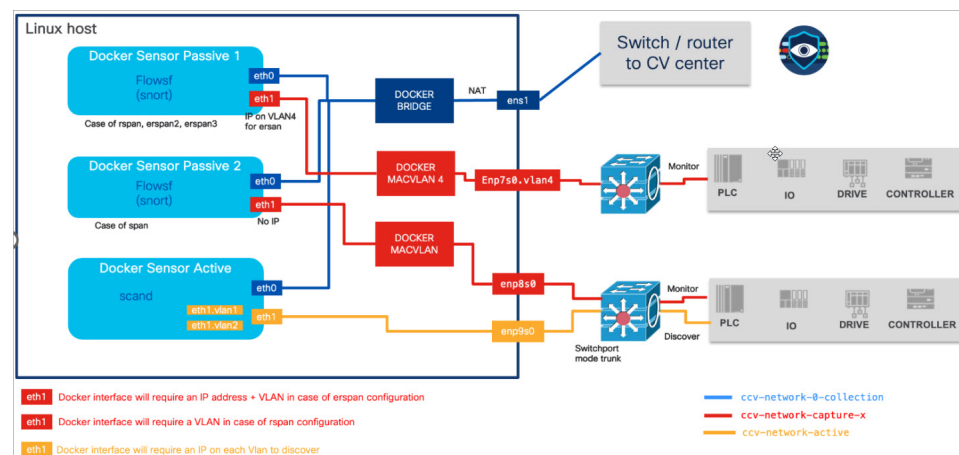 Linux host
Docker Sensor Passive 1
Flowsf
(snort)
eth0
eth1
Case of rspan, erspan2, erspan3
IP on VLAN4
for ersan
DOCKER
BRIDGE
NAT
ens1
Switch / router
to CV center
Docker Sensor Passive 2
Flowsf
(snort)
eth0
eth1
Case of span
No IP
DOCKER
MACVLAN 4
Enp7s0.vlan4
Monitor
PLC
IO
DRIVE
CONTROLLER
DOCKER
MACVLAN
enp8s0
Docker Sensor Active
scand
eth0
eth1.vlan1
eth1.vlan2
eth1
enp9s0
Switchport
mode trunk
Monitor
Discover
PLC
IO
DRIVE
CONTROLLER
eth1 Docker interface will require an IP address + VLAN in case of erspan configuration
eth1 Docker interface will require a VLAN in case of rspan configuration
eth1 Docker interface will require an IP on each Vlan to discover
ccv-network-0-collection
ccv-network-capture-x
ccv-network-active